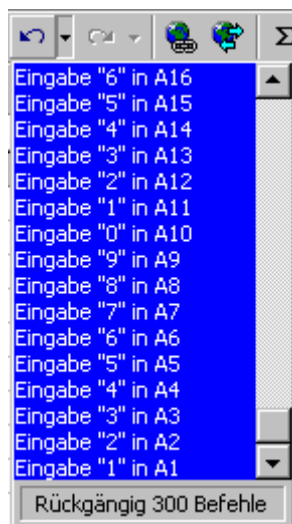 Σ
Eingabe "6" in A16
Eingabe "5" in A15
Eingabe "4" in A14
Eingabe "3" in A13
Eingabe "2" in A12
Eingabe "1" in A11
Eingabe "0" in A10
Eingabe "9" in A9
Eingabe "8" in A8
Eingabe "7" in A7
Eingabe "6" in A6
Eingabe "5" in A5
Eingabe "4" in A4
Eingabe "3" in A3
Eingabe "2" in A2
Eingabe "1" in A1
Rückgängig 300 Befehle